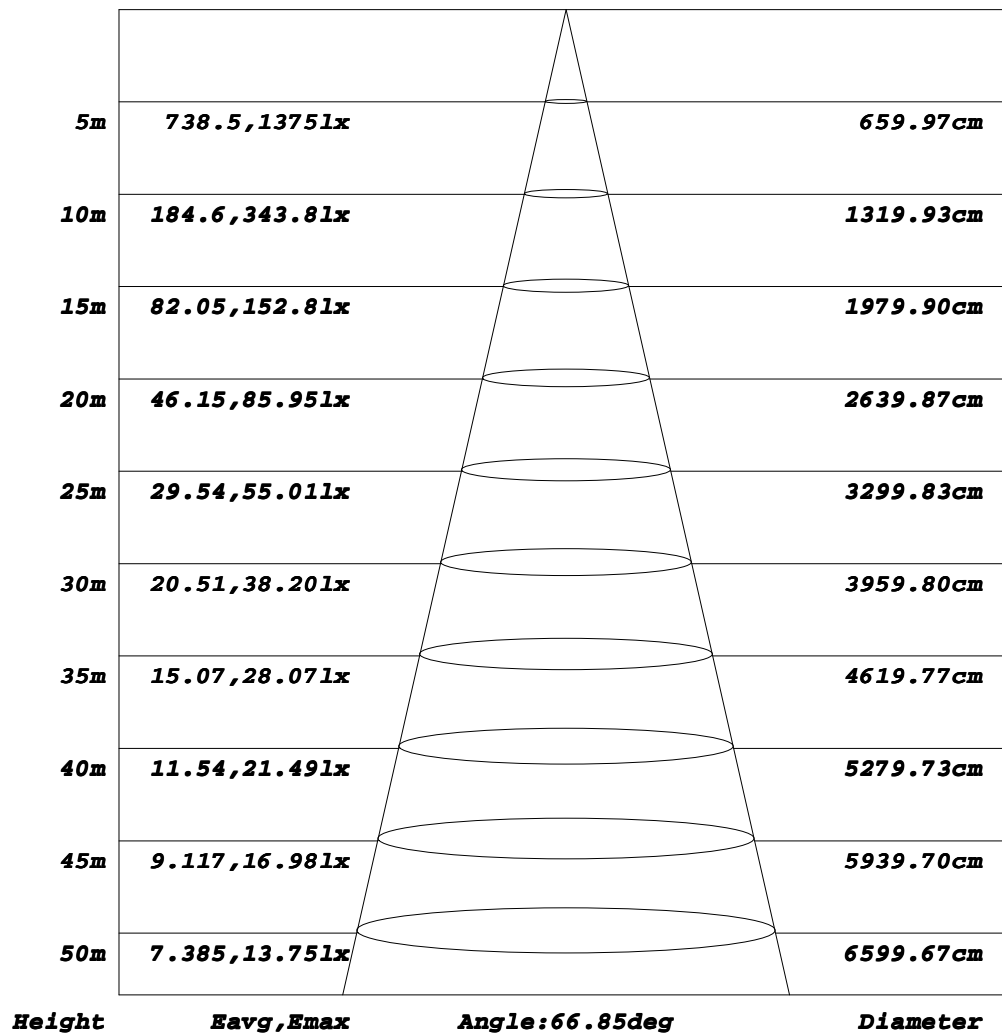 5m 738.5,1375lx 659.97cm
10m 184.6,343.8lx 1319.93cm
15m 82.05,152.8lx 1979.90cm
20m 46.15,85.95lx 2639.87cm
25m 29.54,55.01lx 3299.83cm
30m 20.51,38.20lx 3959.80cm
35m 15.07,28.07lx 4619.77cm
40m 11.54,21.49lx 5279.73cm
45m 9.117,16.98lx 5939.70cm
50m 7.385,13.75lx 6599.67cm
Height Eavg,Emax Angle:66.85deg Diameter